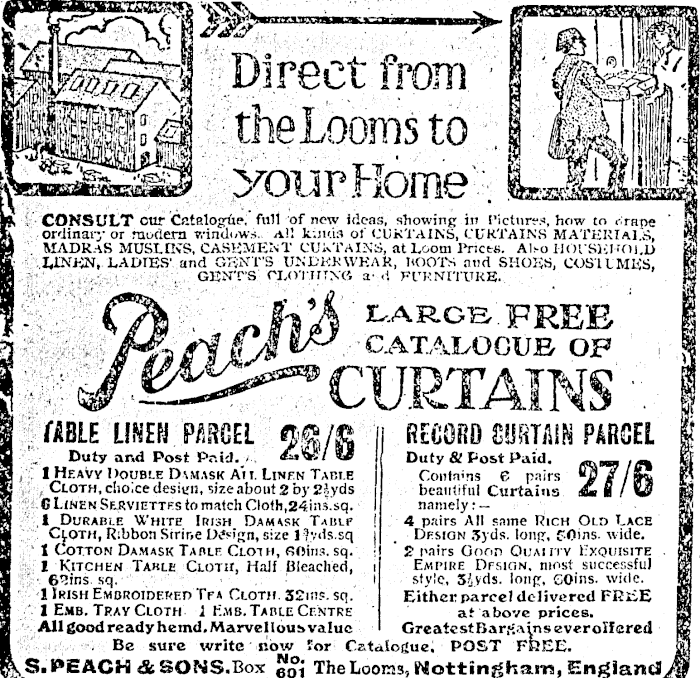 Direct from
the Looms to
your Home
CONSULT our Catalogue, full of new ideas, showing in Pictures, how to drape
ordinary or modern windows. All kinds of CURTAINS, CURTAINS MATERIALS,
MADRAS MUSLINS, CASEMENT CURTAINS, at Loom Prices. Also HOUSEHOLD
LINEN, LADIES' and GENT'S UNDERWEAR, BOOTS and SHOES, COSTUMES,
GENT'S CLOTHING and FURNITURE.
Peach's
LARGE FREE
CATALOGUE OF
CURTAINS
TABLE LINEN PARCEL 26/6
Duty and Post Paid.
1 HEAVY DOUBLE DAMASK ALL LINEN TABLE
CLOTH, choice design, size about 2 by 2½yds
6 LINEN SERVIETTES to match Cloth, 24ins.sq.
1 DURABLE WHITE IRISH DAMASK TABLE
CLOTH, Ribbon Stripe Design, size yds.sq
1 COTTON DAMASK TABLE CLOTH, 60ins. sq.
1 KITCHEN TABLE CLOTH, Half Bleached,
ins. sq.
1 IRISH EMBROIDERED TEA CLOTH. 32ins. sq.
1 EMB. TRAY CLOTH 1 EMB. TABLE CENTRE
All good ready hemd. Marvellous value
RECORD CURTAIN PARCEL
Duty & Post Paid.
27/6
Contains 6 pairs
beautiful Curtains
namely:—
4 pairs All same RICH OLD LACE
DESIGN 3yds. long, 60ins. wide.
2 pairs GOOD QUALITY EXQUISITE
EMPIRE DESIGN, most successful
style, 3½yds. long, 60ins. wide.
Either parcel delivered FREE
at above prices.
Greatest Bargains ever offered
Be sure write now for Catalogue. POST FREE.
S. PEACH & SONS. Box No. 601 The Looms, Nottingham, England